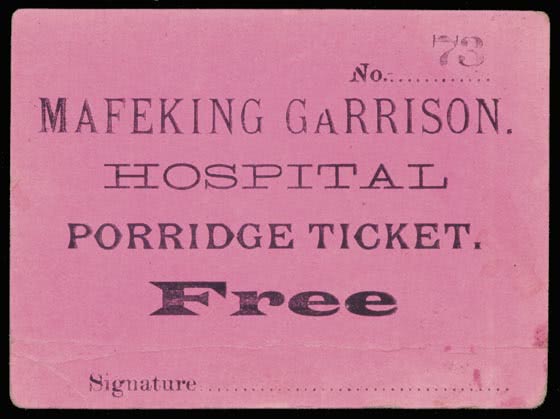 73
No.............
MAFEKING GARRISON.
HOSPITAL
PORRIDGE TICKET.
Free
Signature....................................